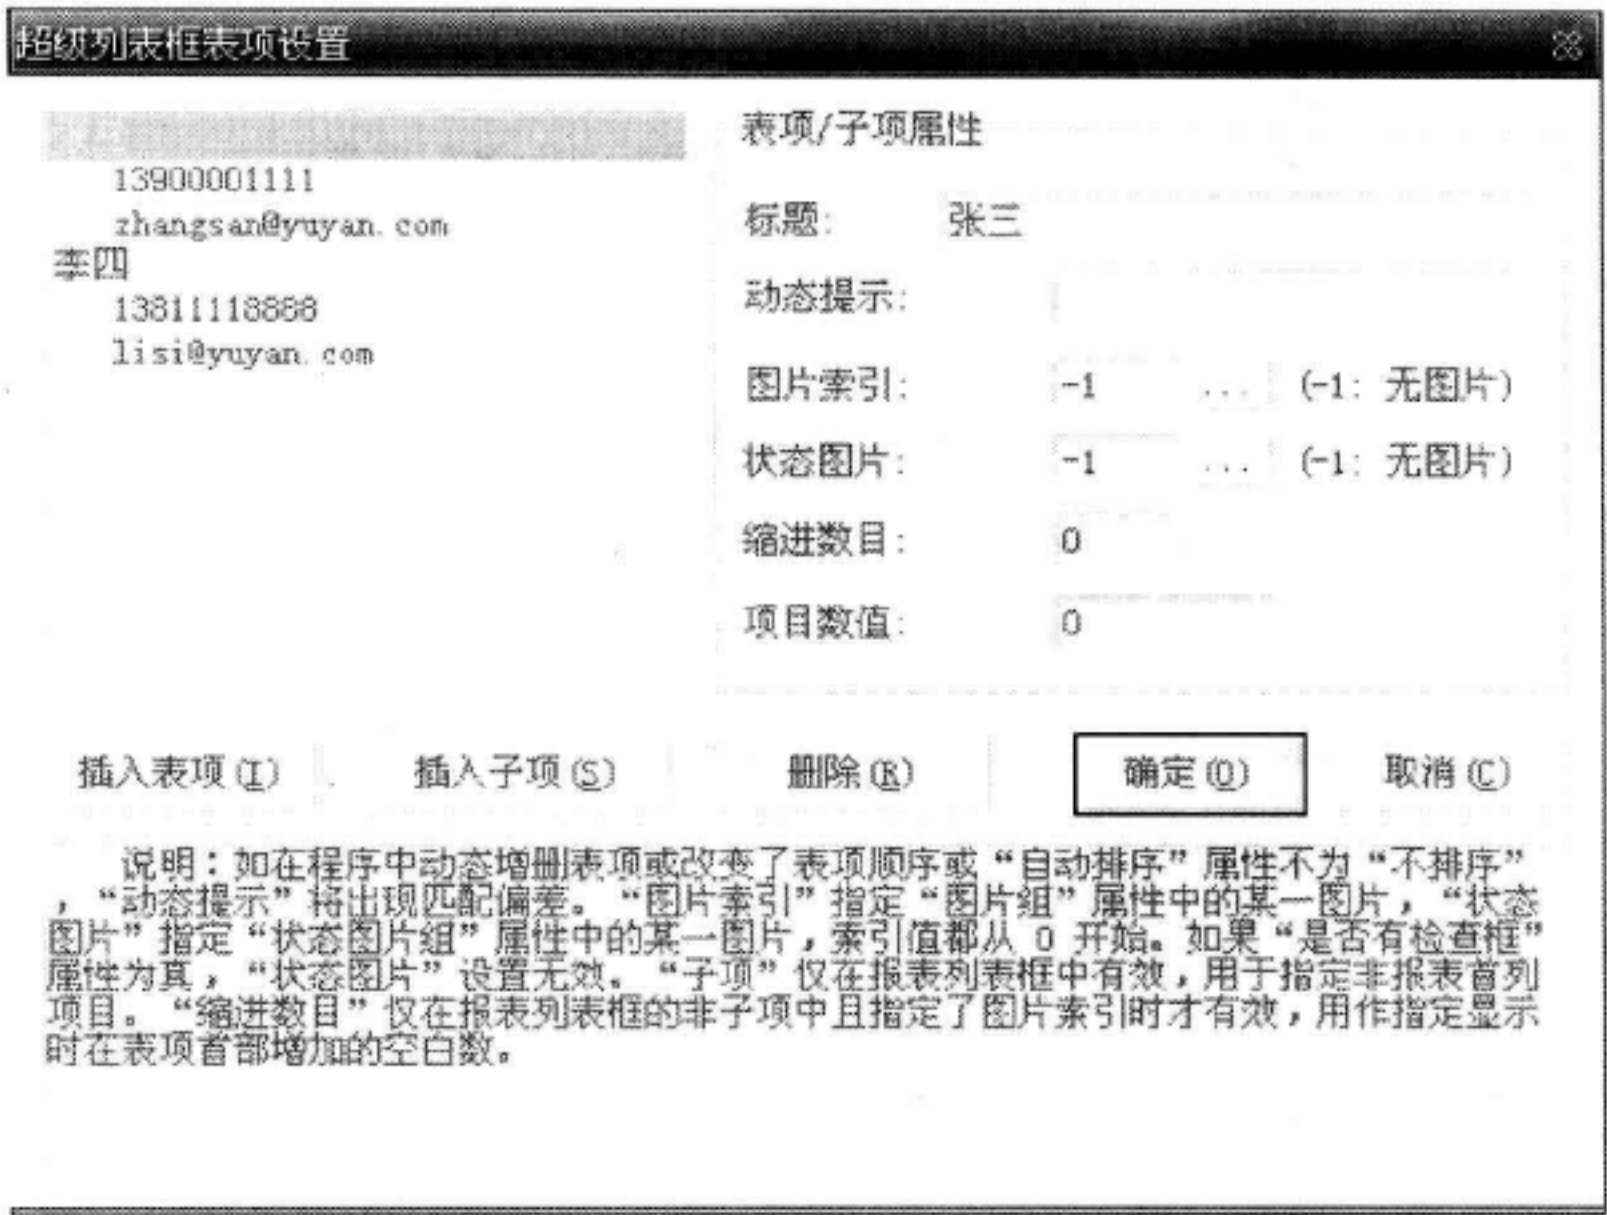 超级列表框表项设置
13900001111
zhangsan@yuyan.com
李四
13811118888
lisi@yuyan.com
表项/子项属性
标题: 张三
动态提示:
图片索引: -1 ... (-1: 无图片)
状态图片: -1 ... (-1: 无图片)
缩进数目: 0
项目数值: 0
插入表项(I) 插入子项(S) 删除(R) 确定(O) 取消(C)
说明：如在程序中动态增删表项或改变了表项顺序或“自动排序”属性不为“不排序”
，“动态提示”将出现匹配偏差。“图片索引”指定“图片组”属性中的某一图片，“状态
图片”指定“状态图片组”属性中的某一图片，索引值都从 0 开始。如果“是否有检查框”
属性为真，“状态图片”设置无效。“子项”仅在报表列表框中有效，用于指定非报表首列
项目。“缩进数目”仅在报表列表框的非子项中且指定了图片索引时才有效，用作指定显示
时在表项首部增加的空白数。